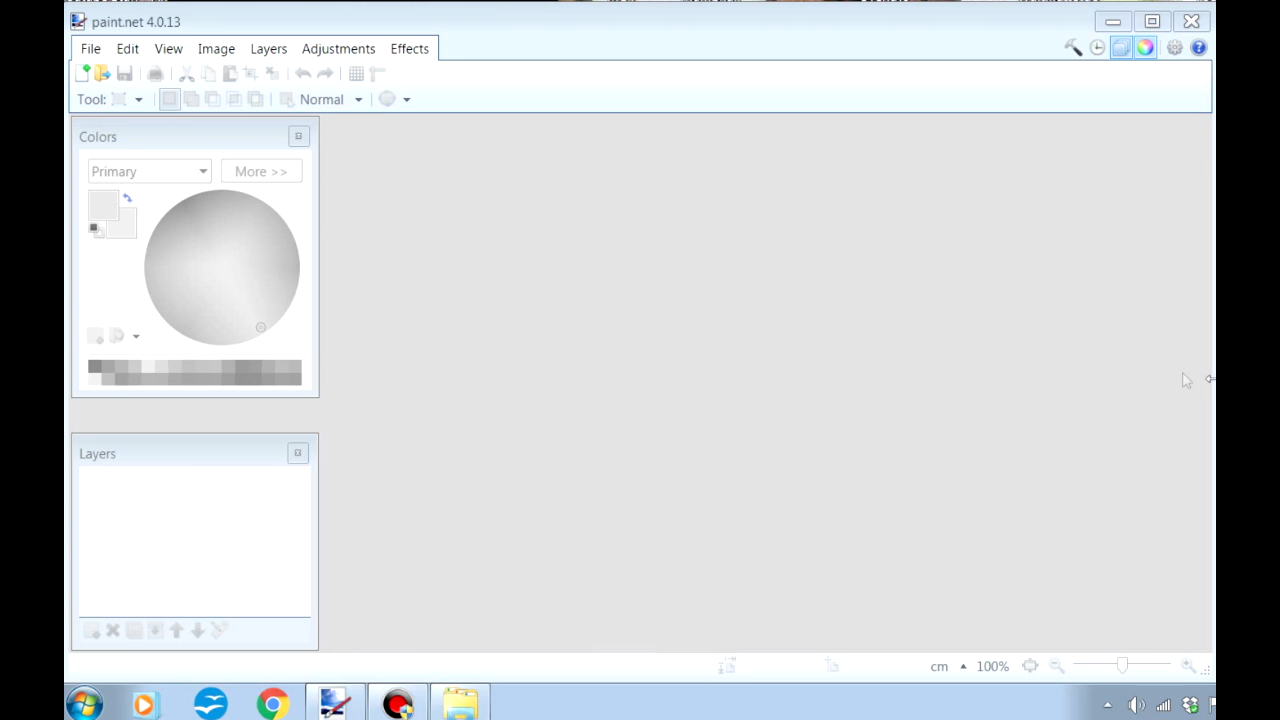 paint.net 4.0.13
File Edit View Image Layers Adjustments Effects
Tool: Normal
Colors
Primary More >>
Layers
cm 100%